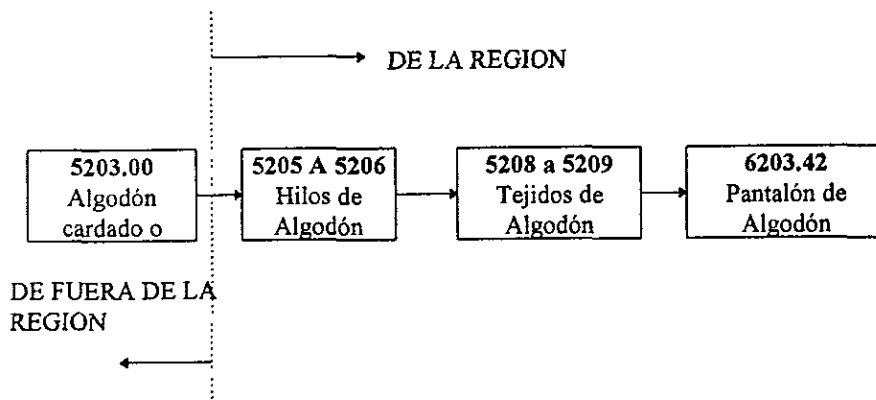 DE LA REGION
5203.00
Algodón
cardado o
5205 A 5206
Hilos de
Algodón
5208 a 5209
Tejidos de
Algodón
6203.42
Pantalón de
Algodón
DE FUERA DE LA
REGION